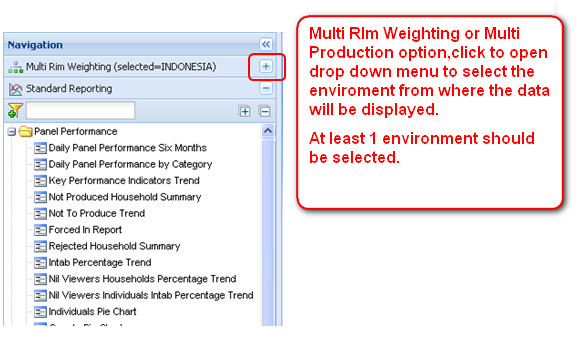 Navigation
Multi Rim Weighting (selected=INDONESIA)
Standard Reporting
Panel Performance
Daily Panel Performance Six Months
Daily Panel Performance by Category
Key Performance Indicators Trend
Not Produced Household Summary
Not To Produce Trend
Forced In Report
Rejected Household Summary
Intab Percentage Trend
Nil Viewers Households Percentage Trend
Nil Viewers Individuals Intab Percentage Trend
Individuals Pie Chart
Multi RIm Weighting or Multi
Production option,click to open
drop down menu to select the
enviroment from where the data
will be displayed.
At least 1 environment should
be selected.